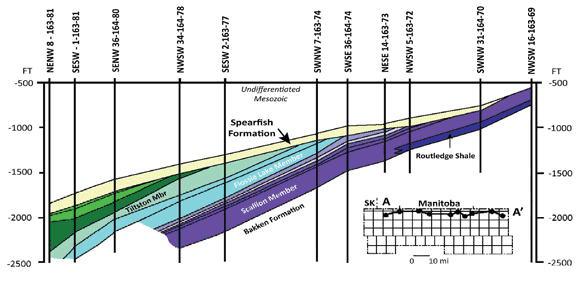 NENW 8 - 163-81
SESW - 1-163-81
SENW 36-164-80
NWSW 34-164-78
SESW 2-163-77
SWNW 7-163-74
SWSE 36-164-74
NESE 14-163-73
NWSW 5-163-72
SWNW 31-164-70
NWSW 16-163-69
FT
FT
-500
-500
Undifferentiated
Mesozoic
Spearfish
Formation
-1000
-1000
Routledge Shale
Flossie Lake Member
-1500
-1500
Tilston Mbr
Scallion Member
SK
A
Manitoba
A'
Bakken Formation
-2000
-2000
0 10 mi
-2500
-2500